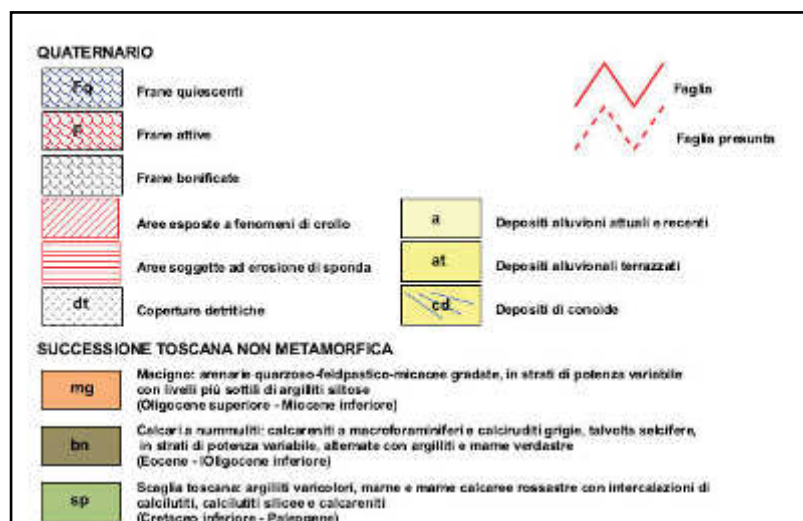 QUATERNARIO
Fq Frane quiescenti
F Frane attive
Frane bonificate
Aree esposte a fenomeni di crollo
Aree soggette ad erosione di sponda
dt Coperture detritiche
Faglia
Faglia presunta
a Depositi alluvioni attuali e recenti
at Depositi alluvionali terrazzati
cd Depositi di conoide
SUCCESSIONE TOSCANA NON METAMORFICA
mg Macigno: arenarie quarzoso-feldpastico-micacee gradate, in strati di potenza variabile
con livelli più sottili di argilliti siltose
(Oligocene superiore - Miocene inferiore)
bn Calcari a nummuliti: calcareniti a macroforaminiferi e calciruditi grigie, talvolta selcifere,
in strati di potenza variabile, alternate con argilliti e marne verdastre
(Eocene - lOligocene inferiore)
sp Scaglia toscana: argilliti varicolori, marne e marne calcaree rossastre con intercalazioni di
calcilutiti, calcilutiti silicee e calcareniti
(Cretaceo inferiore - Paleogene)